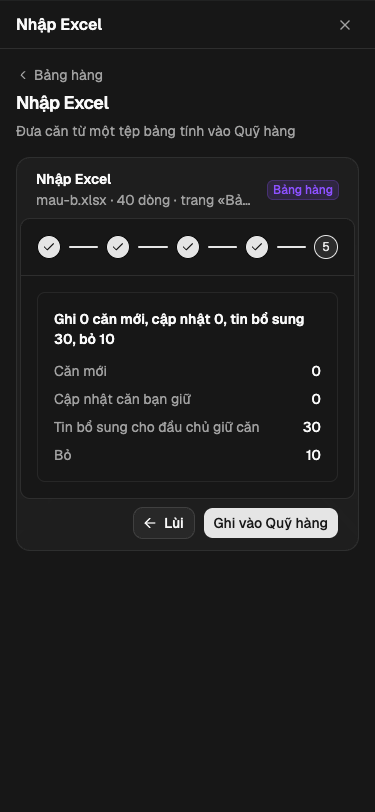 Nhập Excel
Bảng hàng
Nhập Excel
Đưa căn từ một tệp bảng tính vào Quỹ hàng
Nhập Excel
mau-b.xlsx · 40 dòng · trang «Bả...
Bảng hàng
5
Ghi 0 căn mới, cập nhật 0, tin bổ sung
30, bỏ 10
Căn mới 0
Cập nhật căn bạn giữ 0
Tin bổ sung cho đầu chủ giữ căn 30
Bỏ 10
Lùi
Ghi vào Quỹ hàng